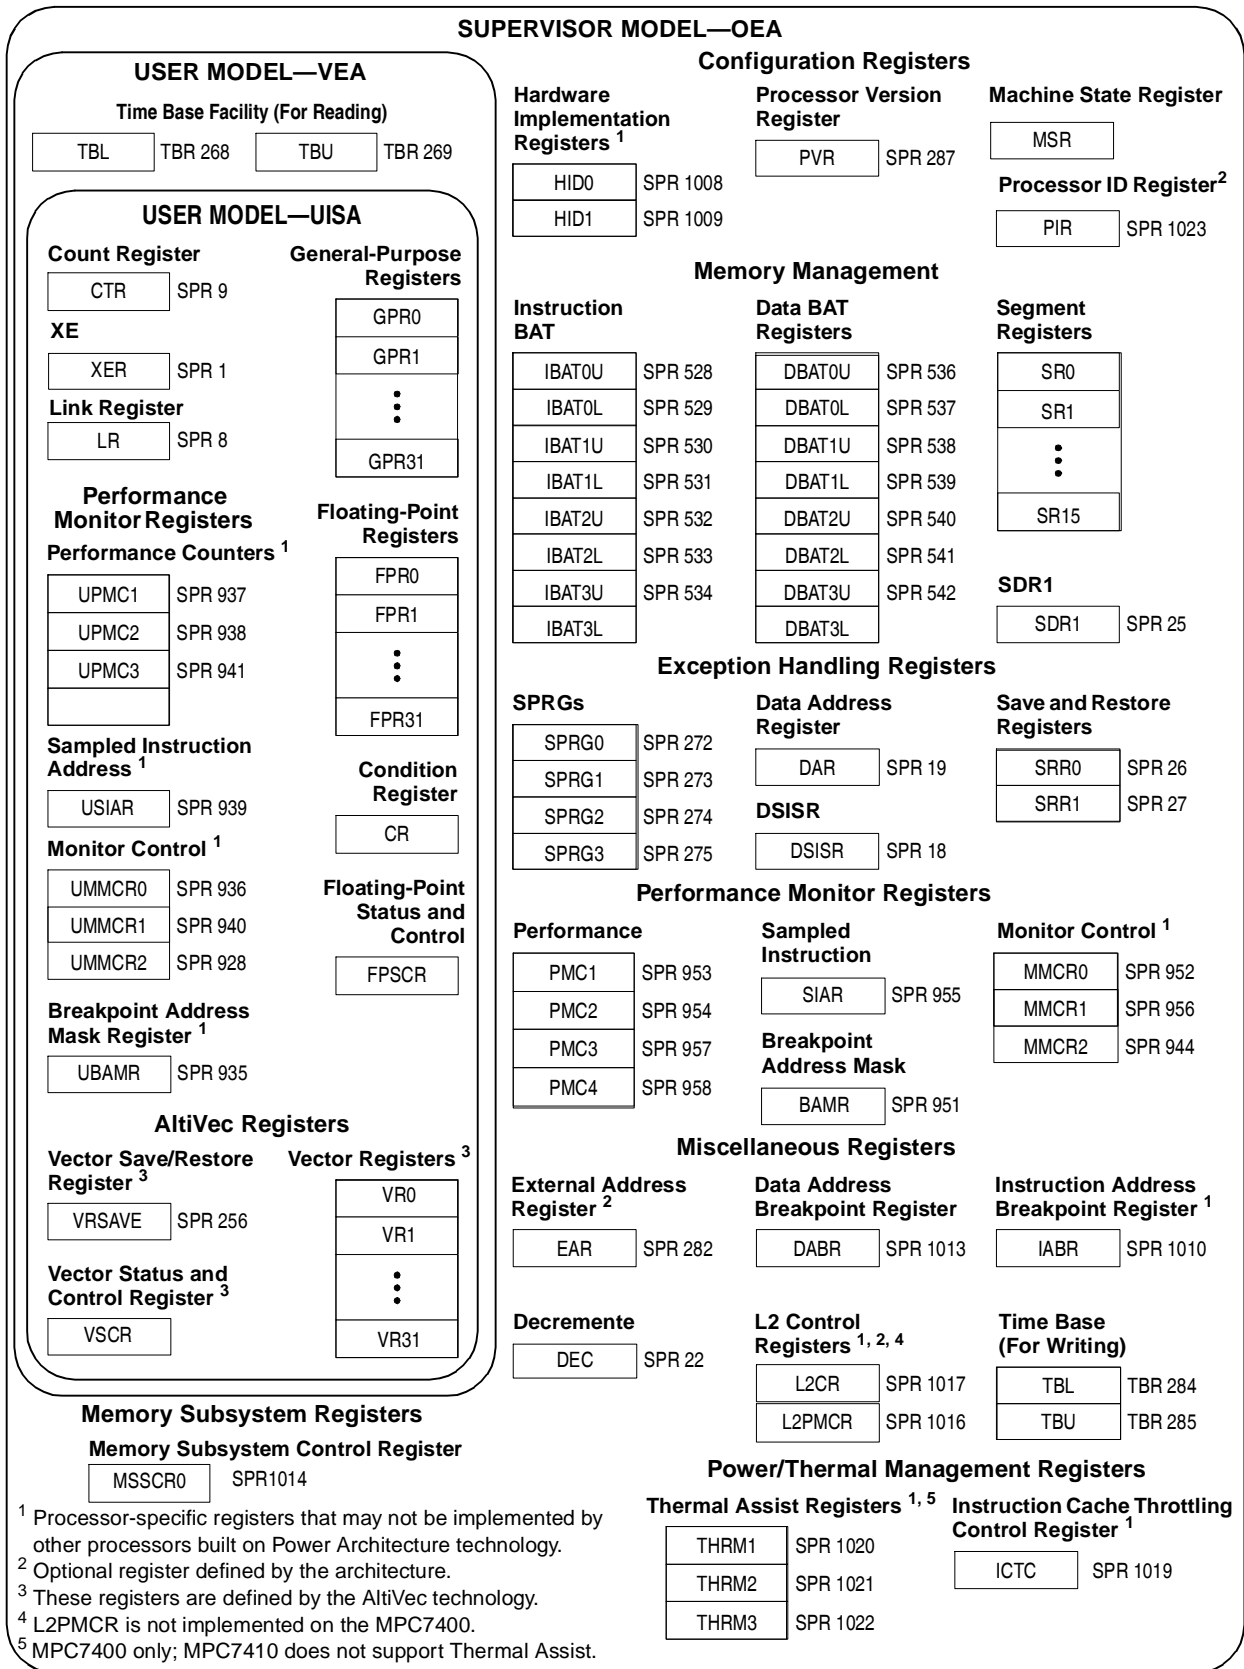 SUPERVISOR MODEL—OEA
USER MODEL—VEA
Time Base Facility (For Reading)
TBL TBR 268 TBU TBR 269
USER MODEL—UISA
Count Register
CTR SPR 9
XE
XER SPR 1
Link Register
LR SPR 8
Performance
Monitor Registers
Performance Counters 1
UPMC1 SPR 937
UPMC2 SPR 938
UPMC3 SPR 941
Sampled Instruction
Address 1
USIAR SPR 939
Monitor Control 1
UMMCR0 SPR 936
UMMCR1 SPR 940
UMMCR2 SPR 928
Breakpoint Address
Mask Register 1
UBAMR SPR 935
General-Purpose
Registers
GPR0
GPR1
GPR31
Floating-Point
Registers
FPR0
FPR1
FPR31
Condition
Register
CR
Floating-Point
Status and
Control
FPSCR
AltiVec Registers
Vector Save/Restore
Register 3
VRSAVE SPR 256
Vector Status and
Control Register 3
VSCR
Vector Registers 3
VR0
VR1
VR31
Configuration Registers
Hardware
Implementation
Registers 1
HID0 SPR 1008
HID1 SPR 1009
Processor Version
Register
PVR SPR 287
Machine State Register
MSR
Processor ID Register2
PIR SPR 1023
Memory Management
Instruction
BAT
IBAT0U SPR 528
IBAT0L SPR 529
IBAT1U SPR 530
IBAT1L SPR 531
IBAT2U SPR 532
IBAT2L SPR 533
IBAT3U SPR 534
IBAT3L
Data BAT
Registers
DBAT0U SPR 536
DBAT0L SPR 537
DBAT1U SPR 538
DBAT1L SPR 539
DBAT2U SPR 540
DBAT2L SPR 541
DBAT3U SPR 542
DBAT3L
Segment
Registers
SR0
SR1
SR15
SDR1
SDR1 SPR 25
Exception Handling Registers
SPRGs
SPRG0 SPR 272
SPRG1 SPR 273
SPRG2 SPR 274
SPRG3 SPR 275
Data Address
Register
DAR SPR 19
DSISR
DSISR SPR 18
Save and Restore
Registers
SRR0 SPR 26
SRR1 SPR 27
Performance Monitor Registers
Performance
PMC1 SPR 953
PMC2 SPR 954
PMC3 SPR 957
PMC4 SPR 958
Sampled
Instruction
SIAR SPR 955
Breakpoint
Address Mask
BAMR SPR 951
Monitor Control 1
MMCR0 SPR 952
MMCR1 SPR 956
MMCR2 SPR 944
Miscellaneous Registers
External Address
Register 2
EAR SPR 282
Data Address
Breakpoint Register
DABR SPR 1013
Instruction Address
Breakpoint Register 1
IABR SPR 1010
Decremente
DEC SPR 22
L2 Control
Registers 1, 2, 4
L2CR SPR 1017
L2PMCR SPR 1016
Time Base
(For Writing)
TBL TBR 284
TBU TBR 285
Memory Subsystem Registers
Memory Subsystem Control Register
MSSCR0 SPR1014
Power/Thermal Management Registers
Thermal Assist Registers 1, 5
THRM1 SPR 1020
THRM2 SPR 1021
THRM3 SPR 1022
Instruction Cache Throttling
Control Register 1
ICTC SPR 1019
1 Processor-specific registers that may not be implemented by
other processors built on Power Architecture technology.
2 Optional register defined by the architecture.
3 These registers are defined by the AltiVec technology.
4 L2PMCR is not implemented on the MPC7400.
5 MPC7400 only; MPC7410 does not support Thermal Assist.